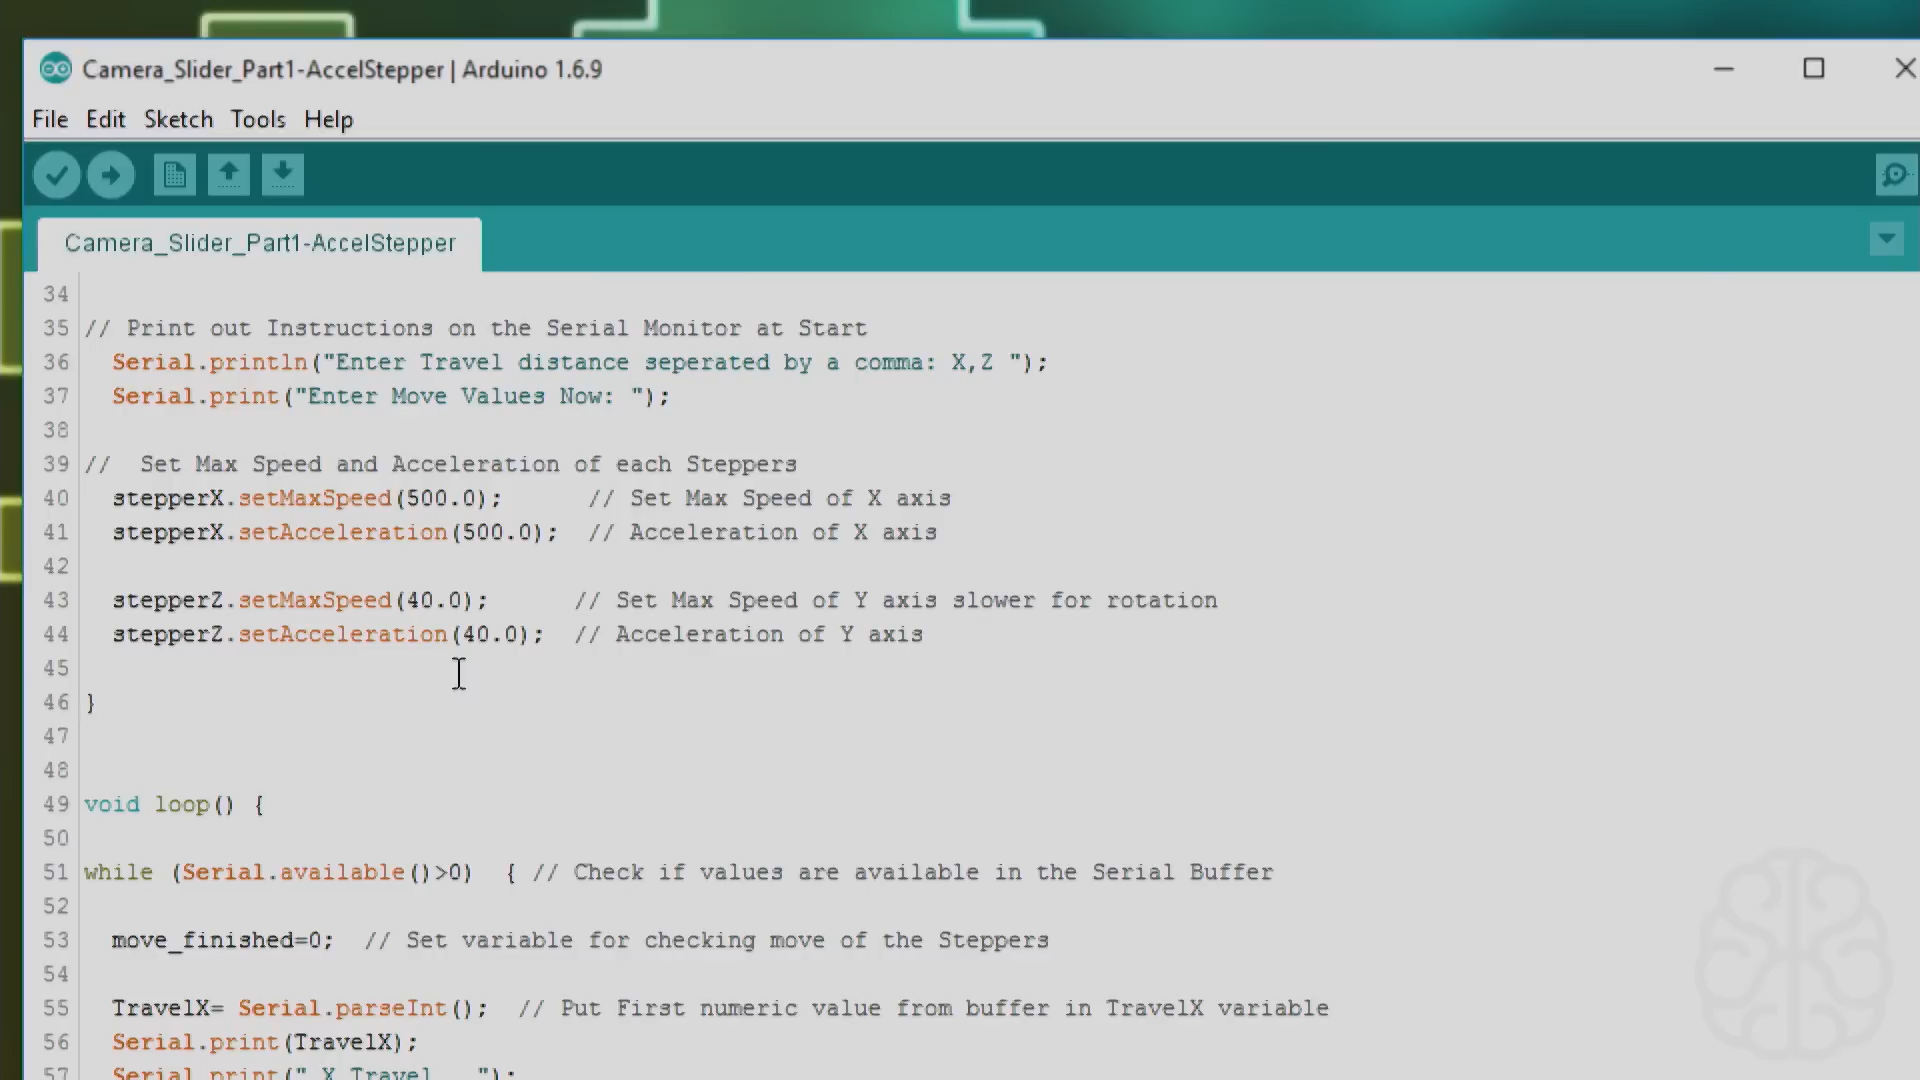 Camera_Slider_Part1-AccelStepper | Arduino 1.6.9
File Edit Sketch Tools Help
Camera_Slider_Part1-AccelStepper
34
35 // Print out Instructions on the Serial Monitor at Start
36 Serial.println("Enter Travel distance seperated by a comma: X,Z ");
37 Serial.print("Enter Move Values Now: ");
38
39 //  Set Max Speed and Acceleration of each Steppers
40 stepperX.setMaxSpeed(500.0);      // Set Max Speed of X axis
41 stepperX.setAcceleration(500.0);  // Acceleration of X axis
42
43 stepperZ.setMaxSpeed(40.0);      // Set Max Speed of Y axis slower for rotation
44 stepperZ.setAcceleration(40.0);  // Acceleration of Y axis
45
46 }
47
48
49 void loop() {
50
51 while (Serial.available()>0)  { // Check if values are available in the Serial Buffer
52
53 move_finished=0;  // Set variable for checking move of the Steppers
54
55 TravelX= Serial.parseInt();  // Put First numeric value from buffer in TravelX variable
56 Serial.print(TravelX);
57 Serial.print(" X Travel   ");